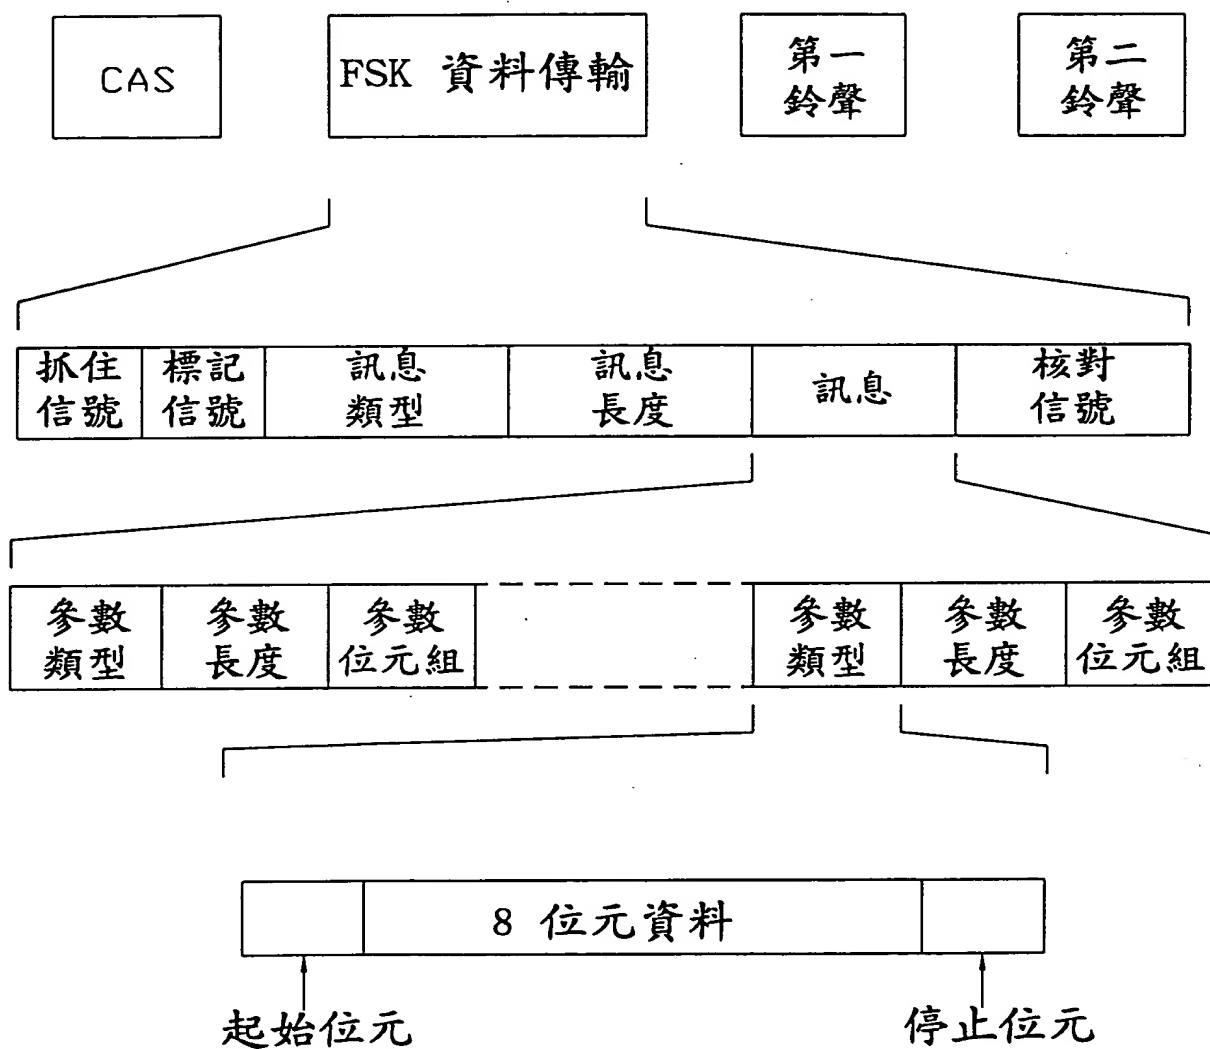 CAS
FSK 資料傳輸
第一
鈴聲
第二
鈴聲
抓住
信號
標記
信號
訊息
類型
訊息
長度
訊息
核對
信號
參數
類型
參數
長度
參數
位元組
參數
類型
參數
長度
參數
位元組
8 位元資料
起始位元
停止位元